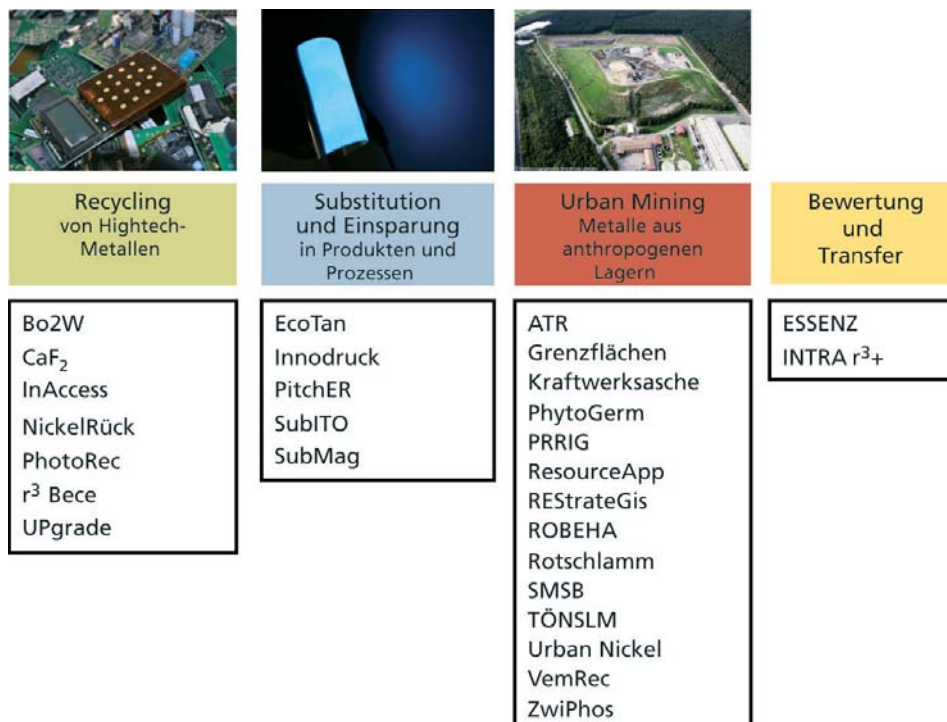 Recycling
von Hightech-
Metallen
Bo2W
CaF₂
InAccess
NickelRück
PhotoRec
r³ Bece
UPgrade
Substitution
und Einsparung
in Produkten und
Prozessen
EcoTan
Innodruck
PitchER
SubITO
SubMag
Urban Mining
Metalle aus
anthropogenen
Lagern
ATR
Grenzflächen
Kraftwerksasche
PhytoGerm
PRRIG
ResourceApp
REStrateGis
ROBEHA
Rotschlamm
SMSB
TÖNSLM
Urban Nickel
VemRec
ZwiPhos
Bewertung
und
Transfer
ESSENZ
INTRA r³+